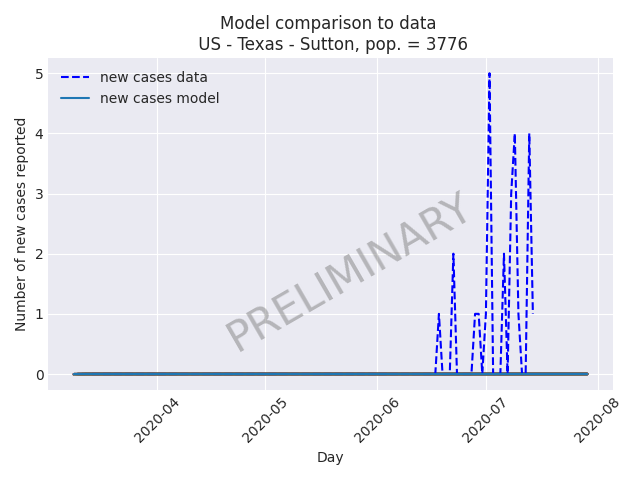 Model comparison to data
US - Texas - Sutton, pop. = 3776
new cases data
new cases model
Number of new cases reported
5
4
3
2
1
0
PRELIMINARY
2020-04
2020-05
2020-06
2020-07
2020-08
Day